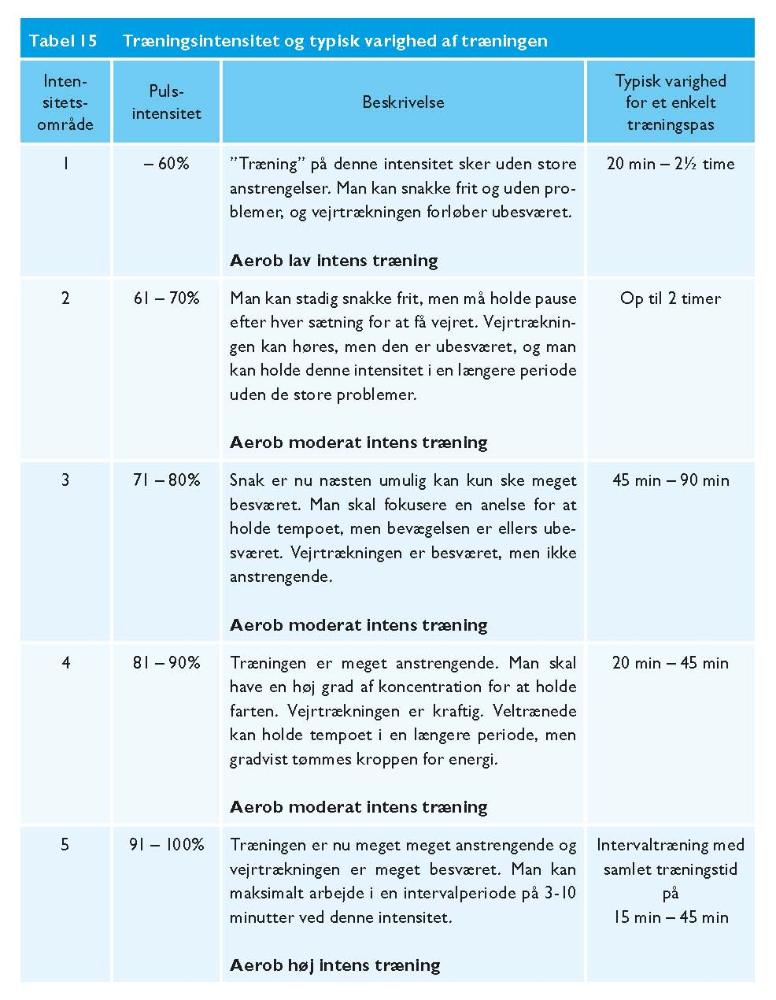 Tabel 15 Træningsintensitet og typisk varighed af træningen
Inten-
sitets-
område
Puls-
intensitet
Beskrivelse
Typisk varighed
for et enkelt
træningspas
1
– 60%
”Træning” på denne intensitet sker uden store
anstrengelser. Man kan snakke frit og uden pro-
blemer, og vejrtrækningen forløber ubesværet.
Aerob lav intens træning
20 min – 2½ time
2
61 – 70%
Man kan stadig snakke frit, men må holde pause
efter hver sætning for at få vejret. Vejrtræknin-
gen kan høres, men den er ubesværet, og man
kan holde denne intensitet i en længere periode
uden de store problemer.
Aerob moderat intens træning
Op til 2 timer
3
71 – 80%
Snak er nu næsten umulig kan kun ske meget
besværet. Man skal fokusere en anelse for at
holde tempoet, men bevægelsen er ellers ube-
sværet. Vejrtrækningen er besværet, men ikke
anstrengende.
Aerob moderat intens træning
45 min – 90 min
4
81 – 90%
Træningen er meget anstrengende. Man skal
have en høj grad af koncentration for at holde
farten. Vejrtrækningen er kraftig. Veltrænede
kan holde tempoet i en længere periode, men
gradvist tømmes kroppen for energi.
Aerob moderat intens træning
20 min – 45 min
5
91 – 100%
Træningen er nu meget meget anstrengende og
vejrtrækningen er meget besværet. Man kan
maksimalt arbejde i en intervalperiode på 3-10
minutter ved denne intensitet.
Aerob høj intens træning
Intervaltræning med
samlet træningstid
på
15 min – 45 min